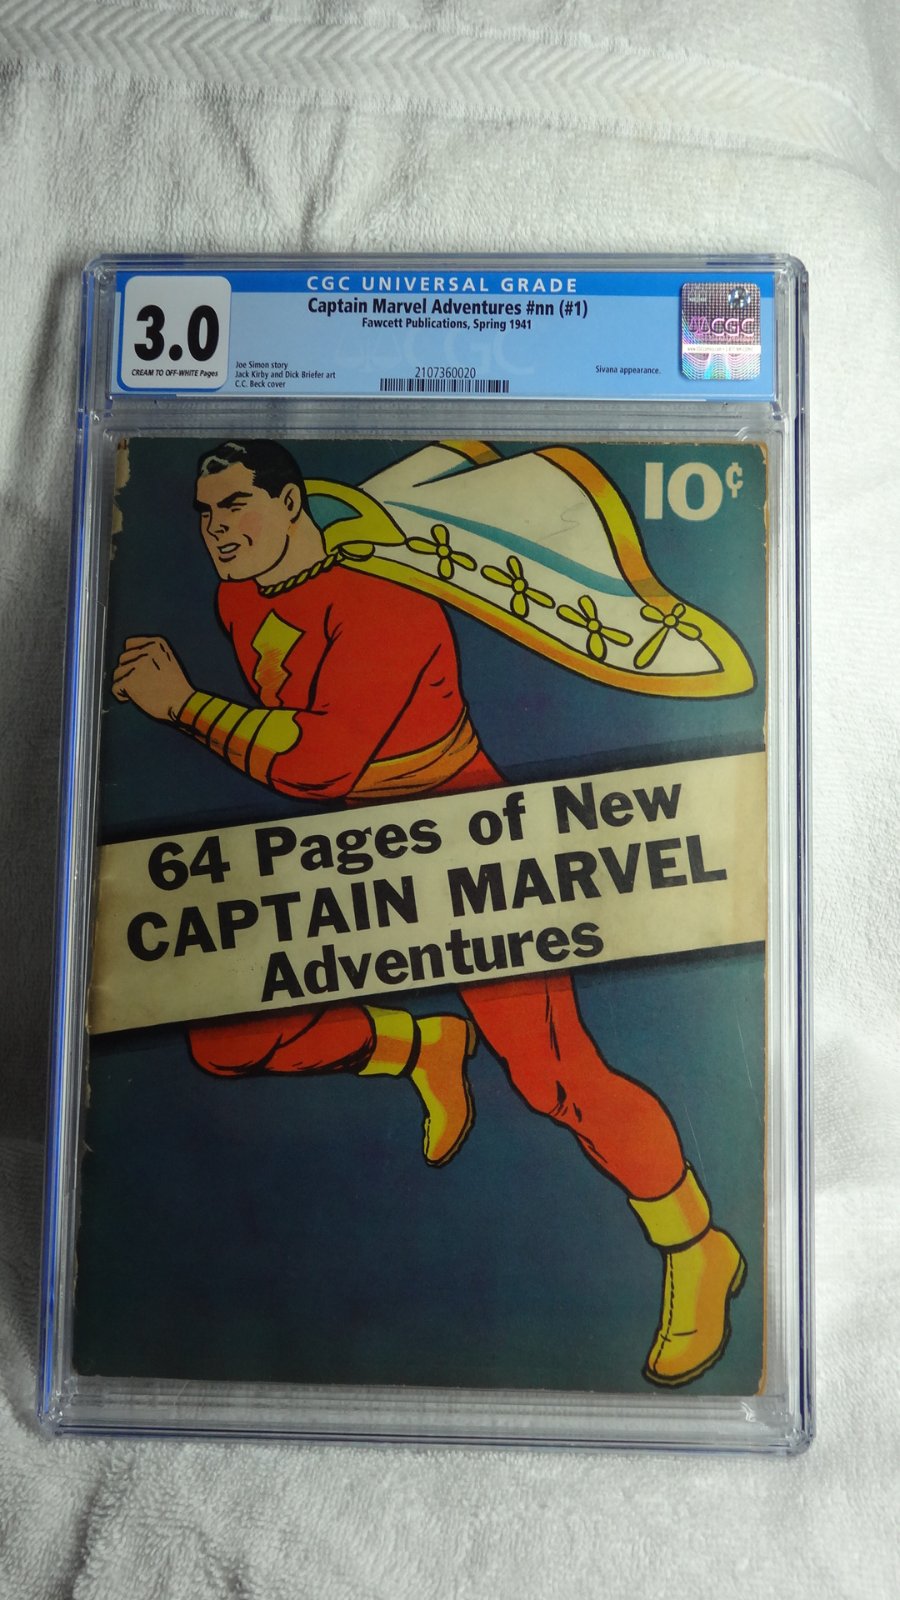 CGC UNIVERSAL GRADE
3.0
CREAM TO OFF-WHITE Pages
Captain Marvel Adventures #nn (#1)
Fawcett Publications, Spring 1941
Joe Simon story
Jack Kirby and Dick Briefer art
C.C. Beck cover
2107360020
Sivana appearance.
CGC
10¢
64 Pages of New
CAPTAIN MARVEL
Adventures